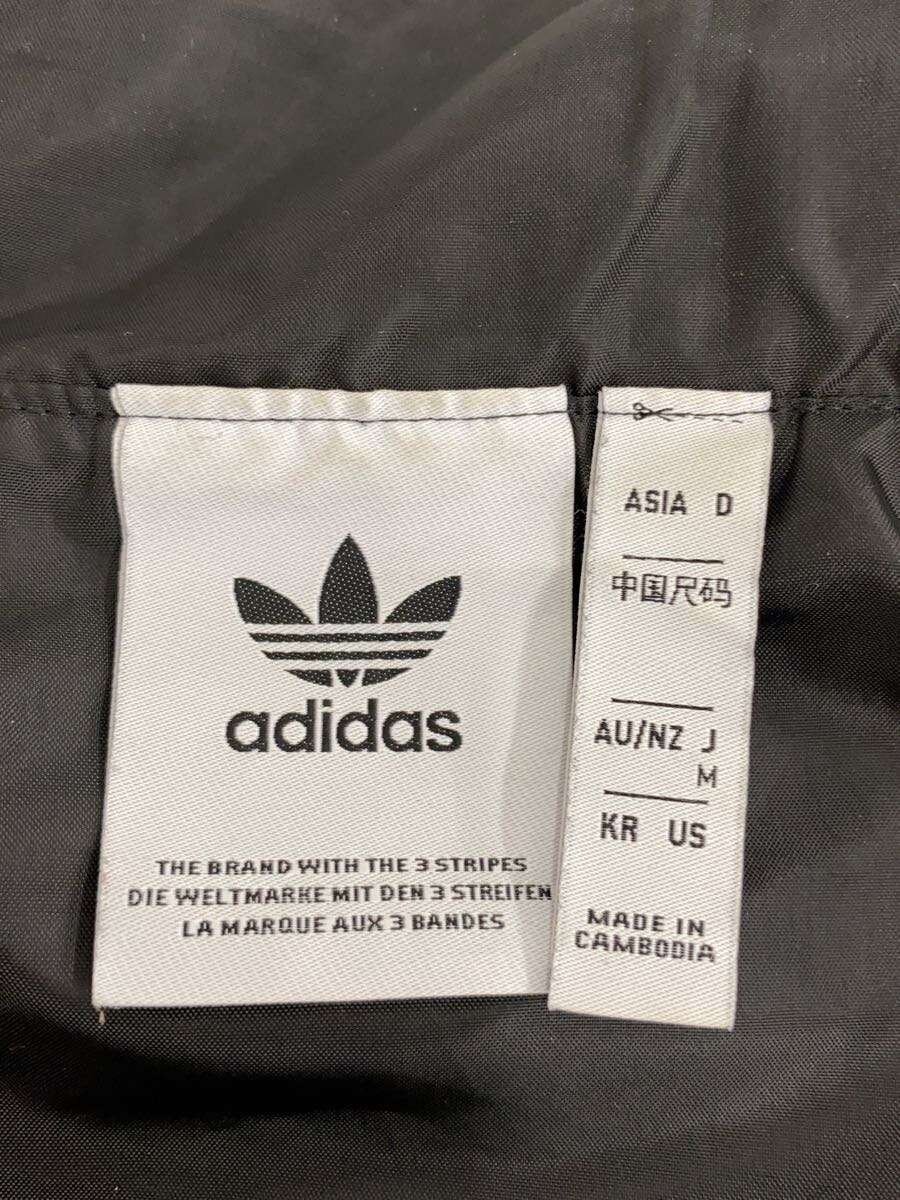 adidas
THE BRAND WITH THE 3 STRIPES
DIE WELTMARKE MIT DEN 3 STREIFEN
LA MARQUE AUX 3 BANDES
ASIA D
中国尺码
AU/NZ J
M
KR US
MADE IN
CAMBODIA